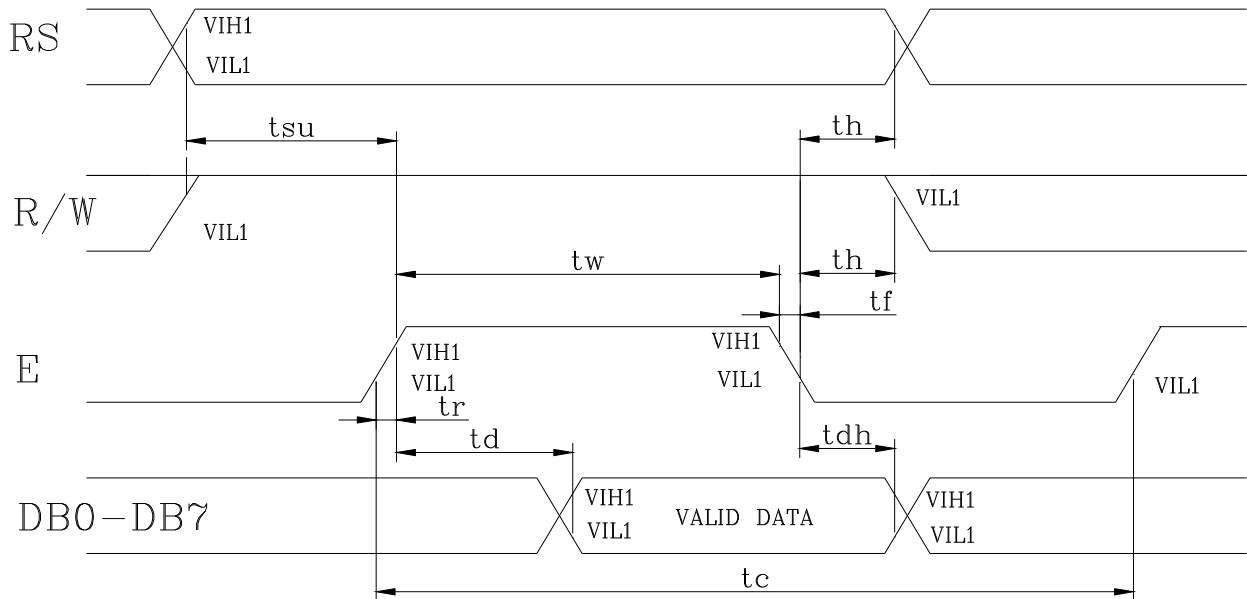 RS
VIH1
VIL1
tsu
th
R/W
VIL1
VIL1
tw
th
tf
E
VIH1
VIL1
VIH1
VIL1
VIL1
tr
td
tdh
DB0-DB7
VIH1
VIL1
VALID DATA
VIH1
VIL1
tc